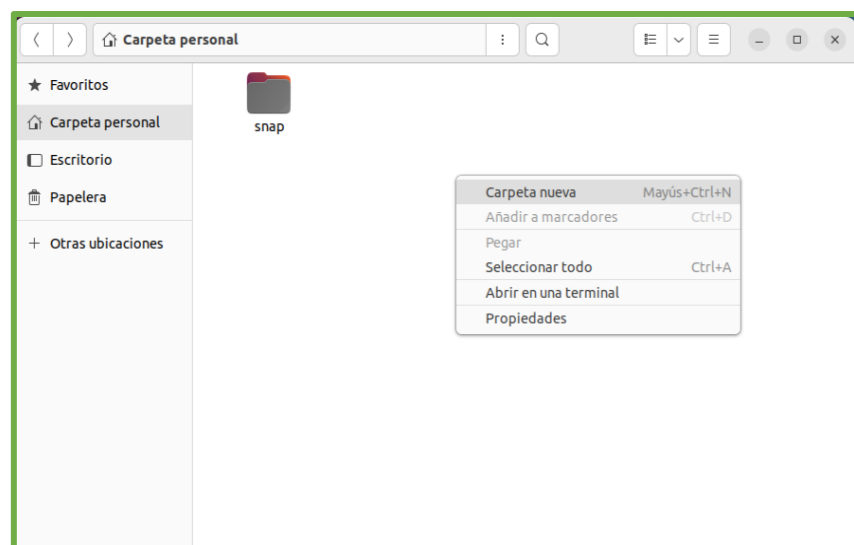 Carpeta personal
Favoritos
Carpeta personal
Escritorio
Papelera
Otras ubicaciones
snap
Carpeta nueva Mayús+Ctrl+N
Añadir a marcadores Ctrl+D
Pegar
Seleccionar todo Ctrl+A
Abrir en una terminal
Propiedades